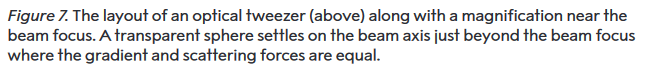 Figure 7. The layout of an optical tweezer (above) along with a magnification near the
beam focus. A transparent sphere settles on the beam axis just beyond the beam focus
where the gradient and scattering forces are equal.